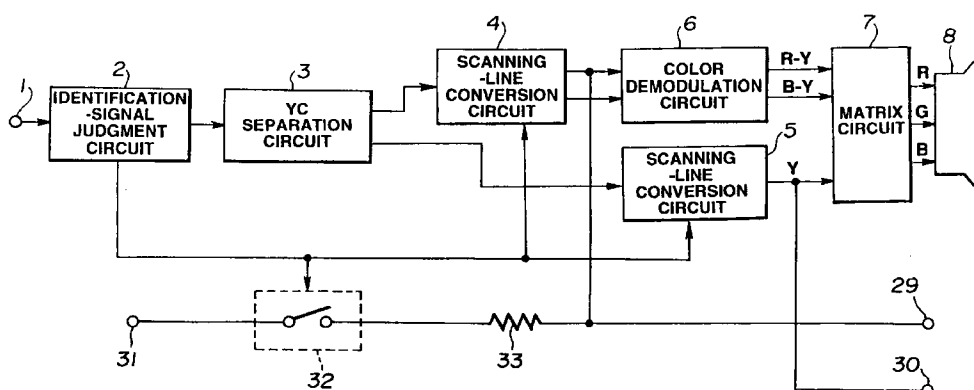 1
2
IDENTIFICATION
-SIGNAL
JUDGMENT
CIRCUIT
3
YC
SEPARATION
CIRCUIT
4
SCANNING
-LINE
CONVERSION
CIRCUIT
6
COLOR
DEMODULATION
CIRCUIT
R-Y
B-Y
5
SCANNING
-LINE
CONVERSION
CIRCUIT
Y
7
MATRIX
CIRCUIT
R
G
B
8
31
32
33
29
30